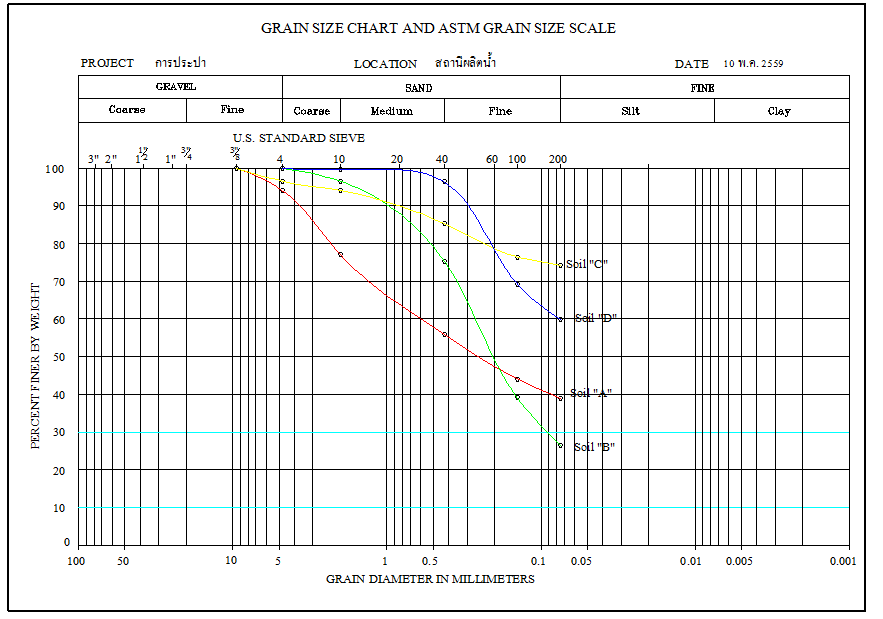 GRAIN SIZE CHART AND ASTM GRAIN SIZE SCALE
PROJECT การประปา LOCATION สถานีผลิตน้ำ DATE 10 พ.ค. 2559
GRAVEL SAND FINE
Coarse Fine Coarse Medium Fine Silt Clay
U.S. STANDARD SIEVE
3" 2" 1 1/2" 1" 3/4" 3/8" 4 10 20 40 60 100 200
100
90
80
70
60
50
40
30
20
10
0
PERCENT FINER BY WEIGHT
Soil "C"
Soil "D"
Soil "A"
Soil "B"
100 50 10 5 1 0.5 0.1 0.05 0.01 0.005 0.001
GRAIN DIAMETER IN MILLIMETERS